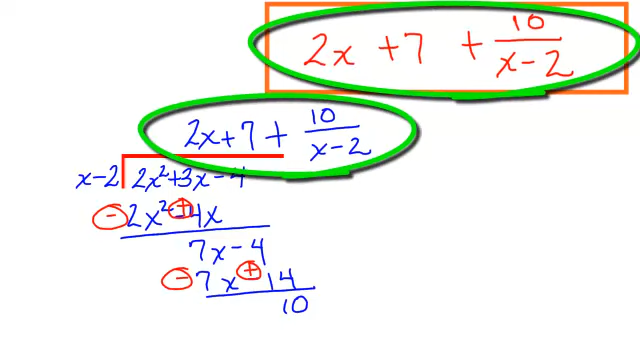 2x + 7 + 10/(x - 2)
2x + 7 + 10/(x - 2)
x - 2 | 2x² + 3x - 4
⊖ 2x² ⊕ 4x
7x - 4
⊖ 7x ⊕ 14
10